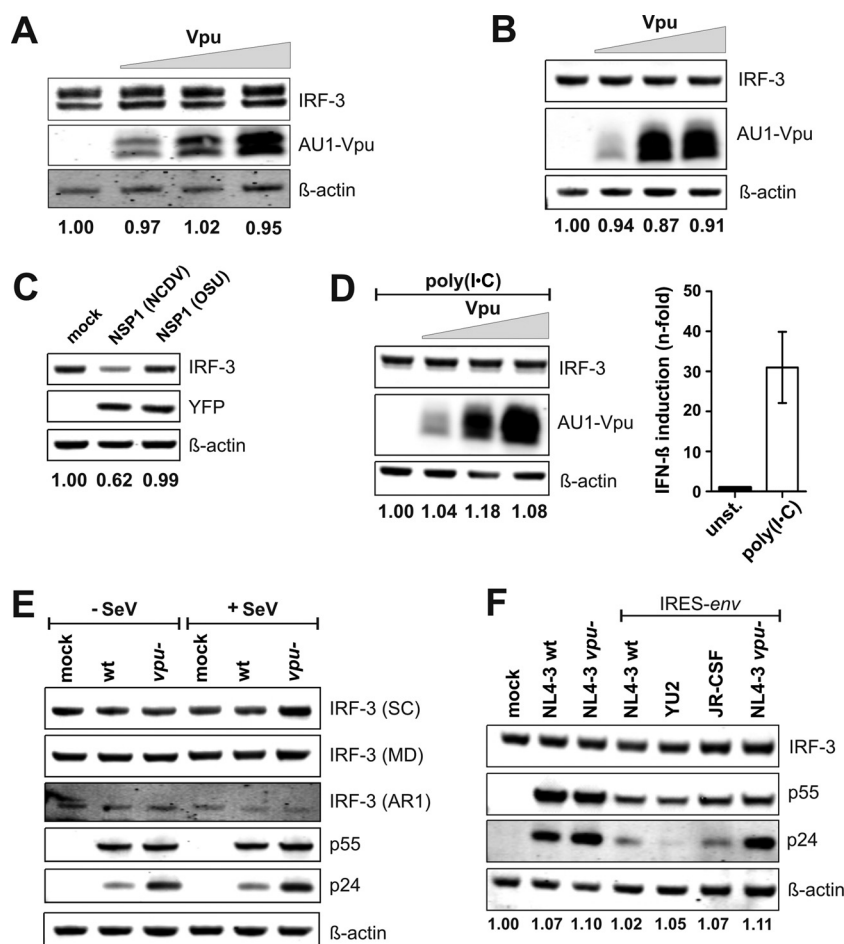 A
Vpu
IRF-3
AU1-Vpu
ß-actin
1.00 0.97 1.02 0.95
B
Vpu
IRF-3
AU1-Vpu
ß-actin
1.00 0.94 0.87 0.91
C
mock
NSP1 (NCDV)
NSP1 (OSU)
IRF-3
YFP
ß-actin
1.00 0.62 0.99
D
poly(I•C)
Vpu
IRF-3
AU1-Vpu
ß-actin
1.00 1.04 1.18 1.08
IFN-ß induction (n-fold)
50
40
30
20
10
0
unst.
poly(I•C)
E
- SeV + SeV
mock
wt
vpu-
mock
wt
vpu-
IRF-3 (SC)
IRF-3 (MD)
IRF-3 (AR1)
p55
p24
ß-actin
F
IRES-env
mock
NL4-3 wt
NL4-3 vpu-
NL4-3 wt
YU2
JR-CSF
NL4-3 vpu-
IRF-3
p55
p24
ß-actin
1.00 1.07 1.10 1.02 1.05 1.07 1.11